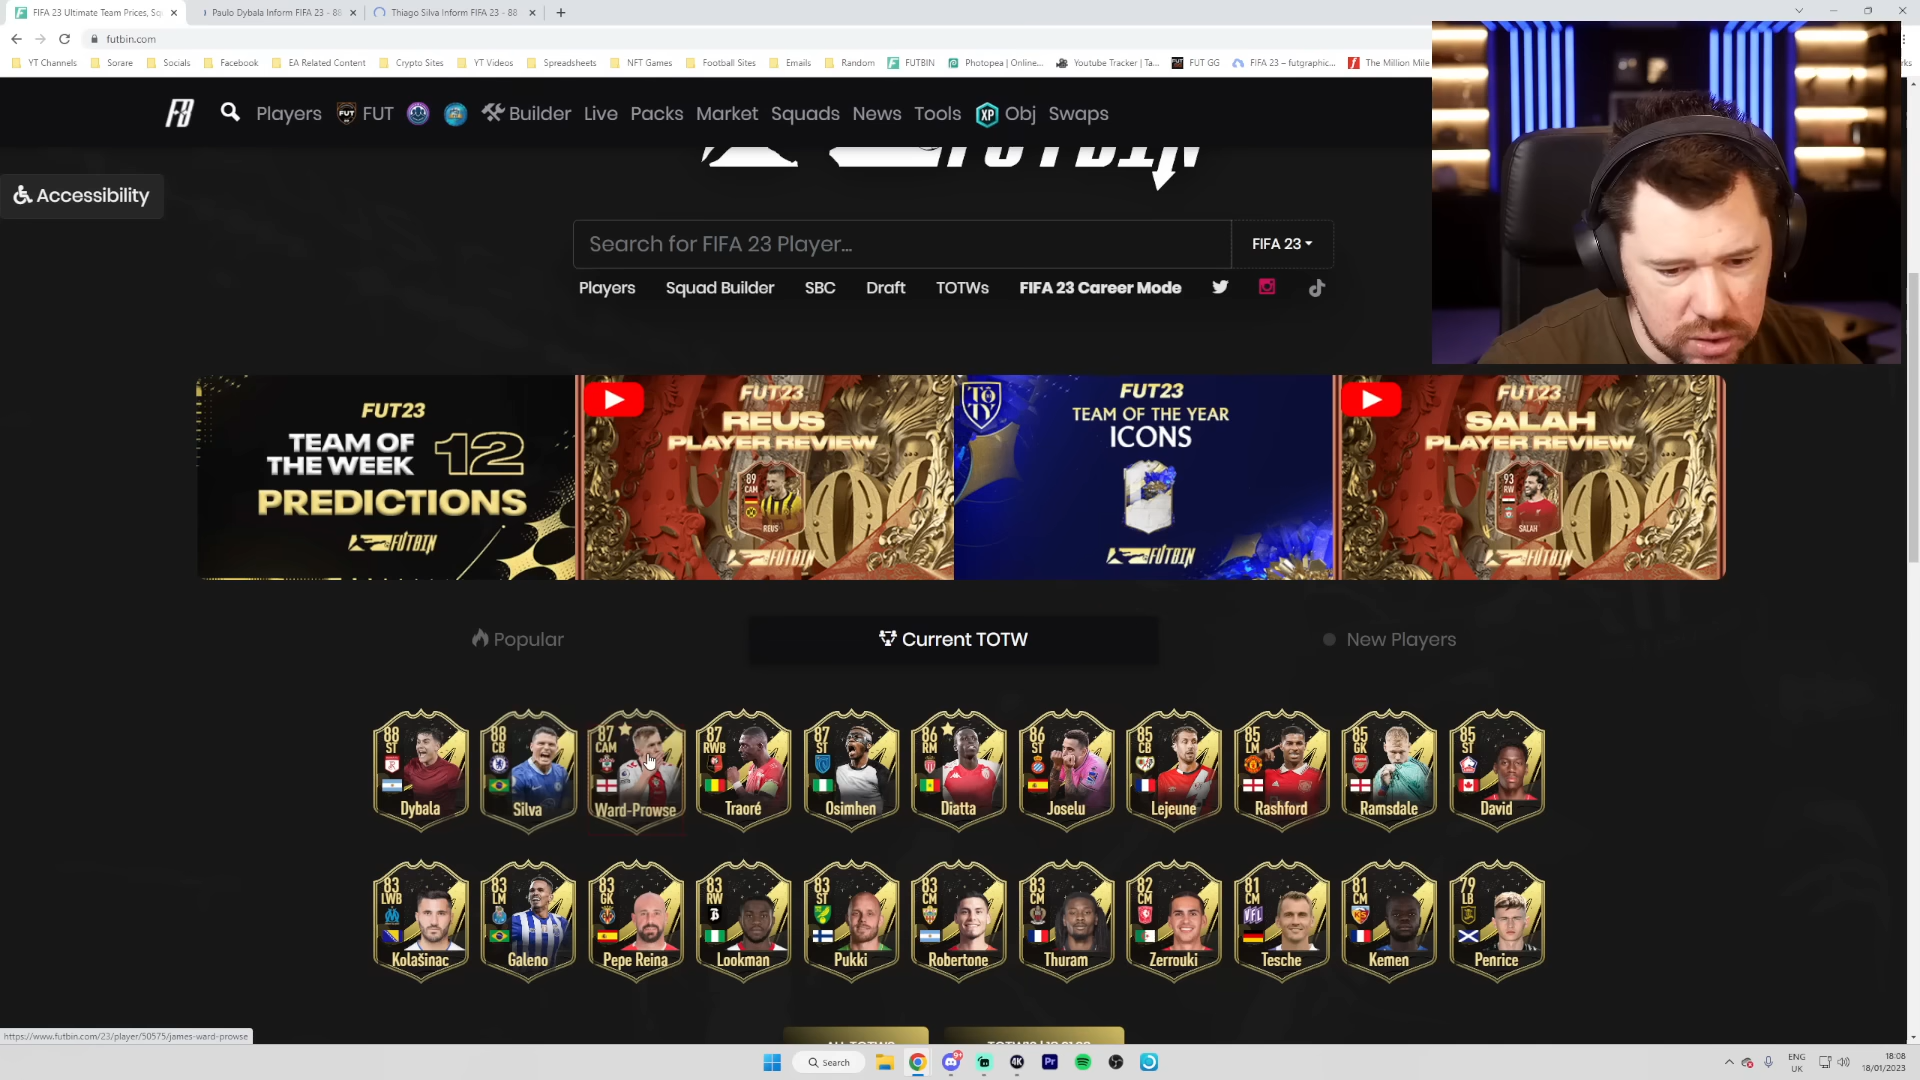 FIFA 23 Ultimate Team Prices, Sq
Paulo Dybala Inform FIFA 23 - 88
Thiago Silva Inform FIFA 23 - 88
futbin.com
YT Channels
Sorare
Socials
Facebook
EA Related Content
Crypto Sites
YT Videos
Spreadsheets
NFT Games
Football Sites
Emails
Random
FUTBIN
Photopea | Online...
Youtube Tracker | Ta...
FUT GG
FIFA 23 – futgraphic...
The Million Mile
Players
FUT
Builder
Live
Packs
Market
Squads
News
Tools
XP
Obj
Swaps
FUTBIN
Accessibility
Search for FIFA 23 Player...
FIFA 23
Players
Squad Builder
SBC
Draft
TOTWs
FIFA 23 Career Mode
FUT23
TEAM OF
THE WEEK 12
PREDICTIONS
FUTBIN
FUT23
REUS
PLAYER REVIEW
89
CAM
REUS
FUTBIN
FUT23
TEAM OF THE YEAR
ICONS
FUTBIN
FUT23
SALAH
PLAYER REVIEW
93
RW
SALAH
FUTBIN
Popular
Current TOTW
New Players
88
ST
Dybala
88
CB
Silva
87
CAM
Ward-Prowse
87
RWB
Traoré
87
ST
Osimhen
86
RM
Diatta
86
ST
Joselu
85
CB
Lejeune
85
LM
Rashford
85
GK
Ramsdale
85
ST
David
83
LWB
Kolašinac
83
LM
Galeno
83
GK
Pepe Reina
83
RW
Lookman
83
ST
Pukki
83
CM
Robertone
83
CM
Thuram
82
CM
Zerrouki
81
CM
Tesche
81
CM
Kemen
79
LB
Penrice
https://www.futbin.com/23/player/50575/james-ward-prowse
Search
ENG
UK
18:08
18/01/2023